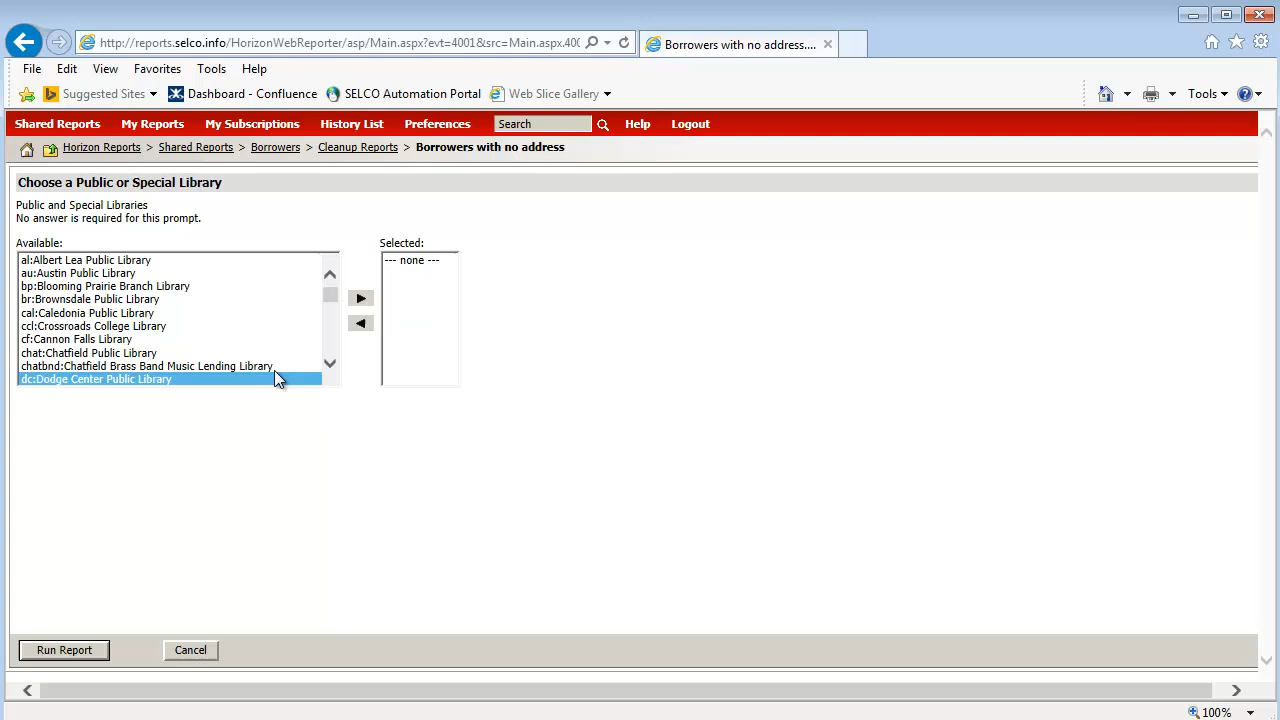 http://reports.selco.info/HorizonWebReporter/asp/Main.aspx?evt=4001&src=Main.aspx.400
Borrowers with no address....
File Edit View Favorites Tools Help
Suggested Sites Dashboard - Confluence SELCO Automation Portal Web Slice Gallery Tools
Shared Reports My Reports My Subscriptions History List Preferences Search Help Logout
Horizon Reports > Shared Reports > Borrowers > Cleanup Reports > Borrowers with no address
Choose a Public or Special Library
Public and Special Libraries
No answer is required for this prompt.
Available: Selected:
al:Albert Lea Public Library --- none ---
au:Austin Public Library
bp:Blooming Prairie Branch Library
br:Brownsdale Public Library
cal:Caledonia Public Library
ccl:Crossroads College Library
cf:Cannon Falls Library
chat:Chatfield Public Library
chatbnd:Chatfield Brass Band Music Lending Library
dc:Dodge Center Public Library
Run Report Cancel
100%